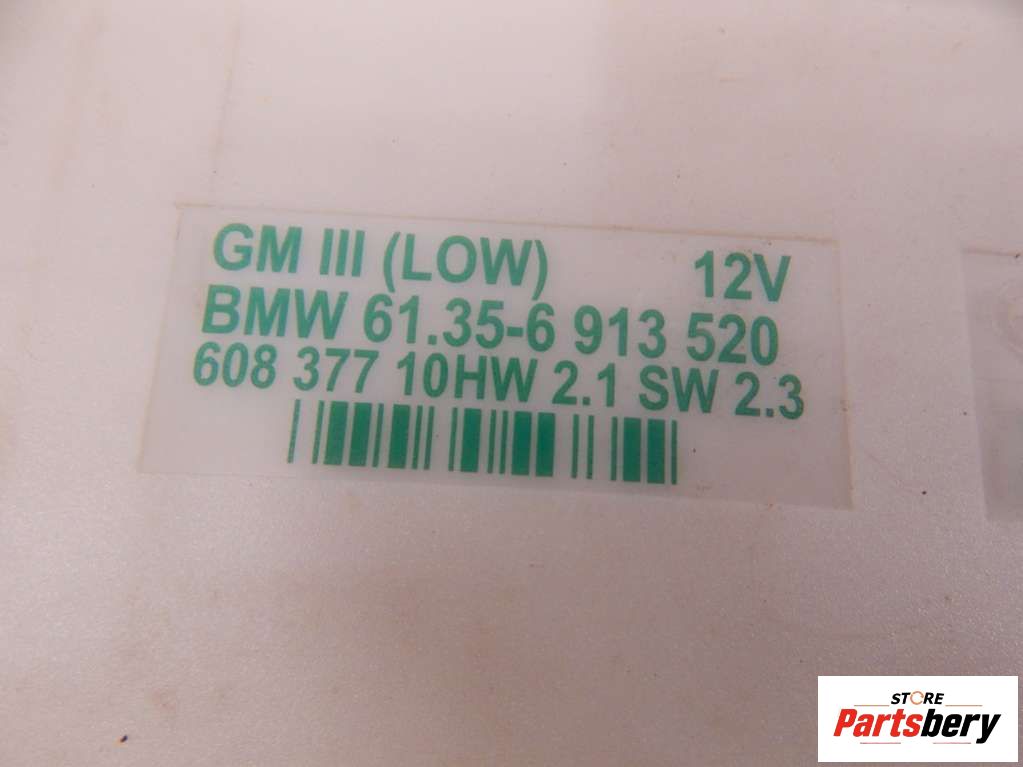 GM III (LOW) 12V
BMW 61.35-6 913 520
608 377 10HW 2.1 SW 2.3
STORE
Partsbery